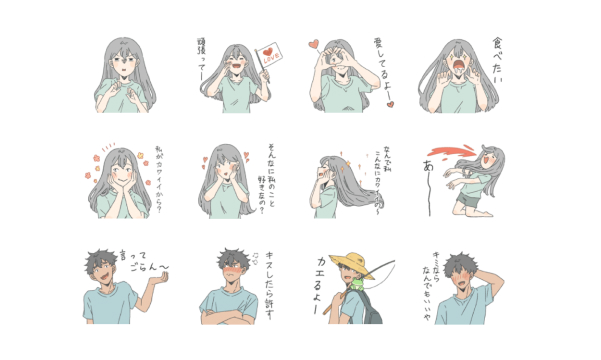 頑張ってー
LOVE
愛してるよー
食べたい
私がカワイイから?
そんなに私のこと
好きなの?
なんで私
こんなにカワイイの〜
あ〜
言って
ごらん〜
キスしたら許す
カエるよー
キミなら
なんでもいいや